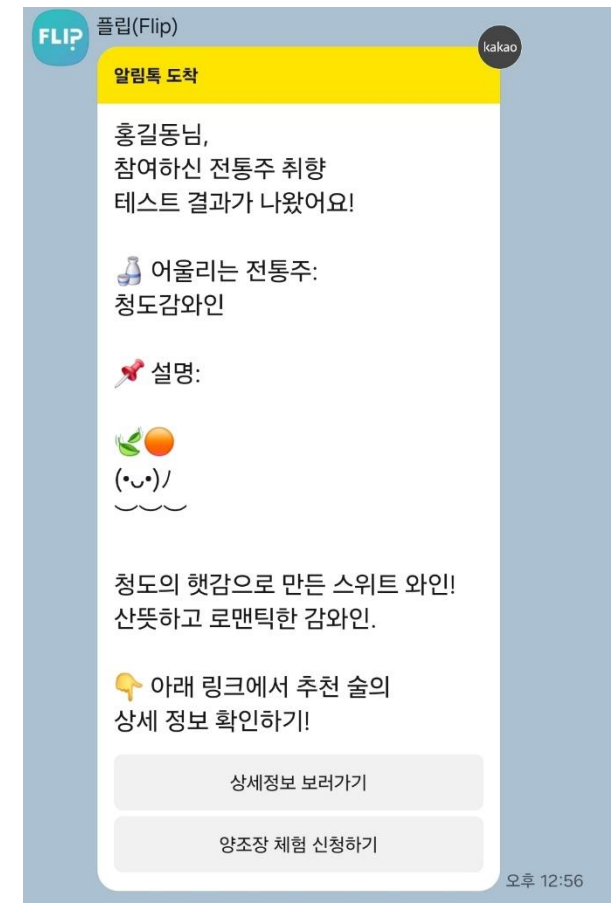 FLIP
플립(Flip)
kakao
알림톡 도착
홍길동님,
참여하신 전통주 취향
테스트 결과가 나왔어요!
🍶 어울리는 전통주:
청도감와인
📌 설명:
🌿🟠
(•ᴗ•)ﾉ
︶︶︶
청도의 햇감으로 만든 스위트 와인!
산뜻하고 로맨틱한 감와인.
👇 아래 링크에서 추천 술의
상세 정보 확인하기!
상세정보 보러가기
양조장 체험 신청하기
오후 12:56